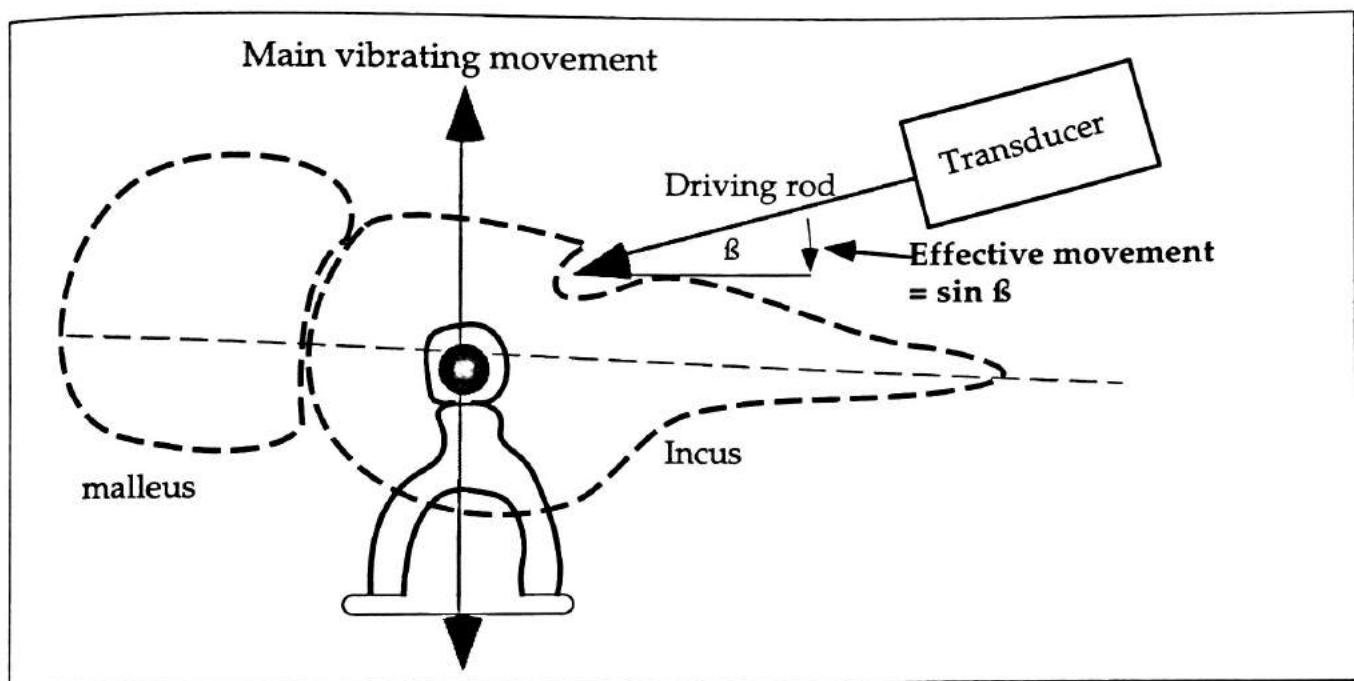 Main vibrating movement
Transducer
Driving rod
ß
Effective movement
= sin ß
Incus
malleus